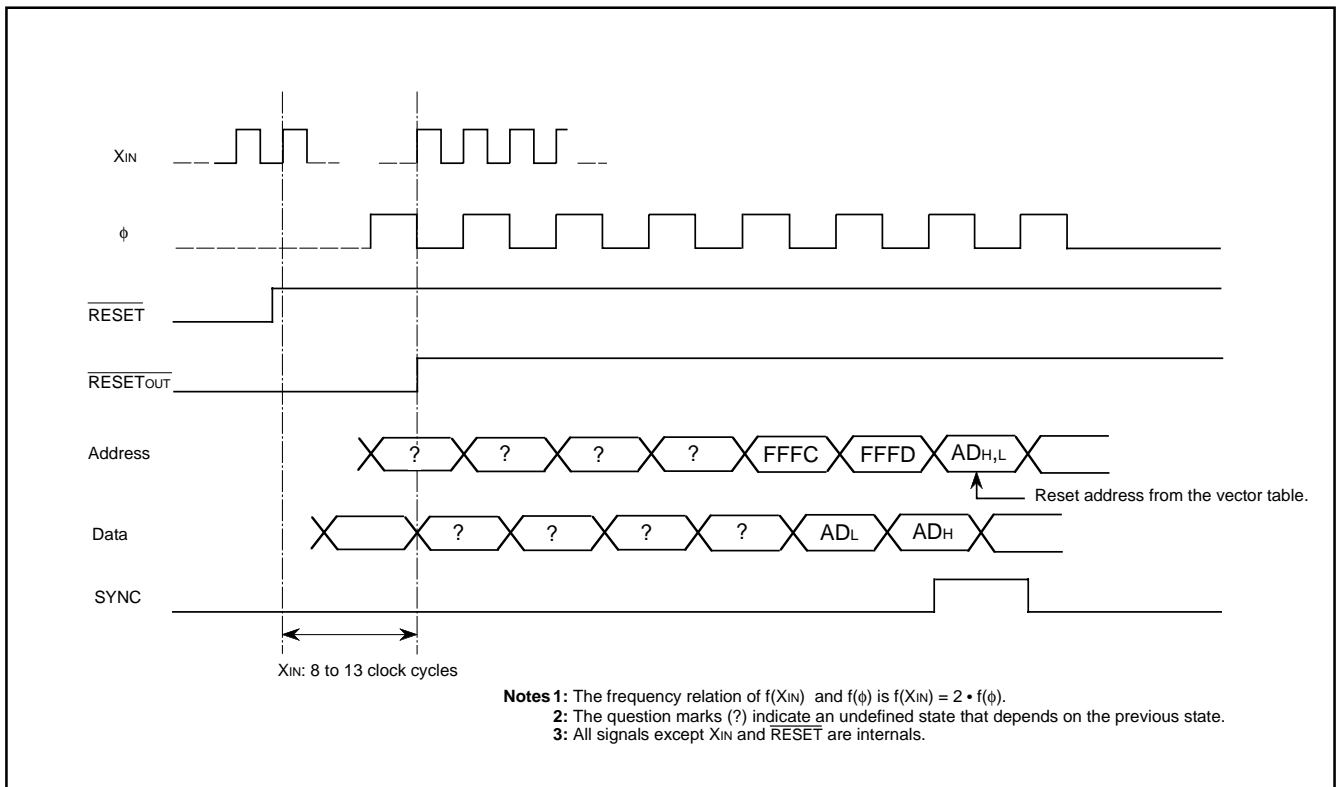 XIN
ϕ
RESET
RESETOUT
Address
? ? ? ? FFFC FFFD ADH,L
Reset address from the vector table.
Data
? ? ? ? ADL ADH
SYNC
XIN: 8 to 13 clock cycles
Notes 1: The frequency relation of f(XIN) and f(ϕ) is f(XIN) = 2 • f(ϕ).
2: The question marks (?) indicate an undefined state that depends on the previous state.
3: All signals except XIN and RESET are internals.